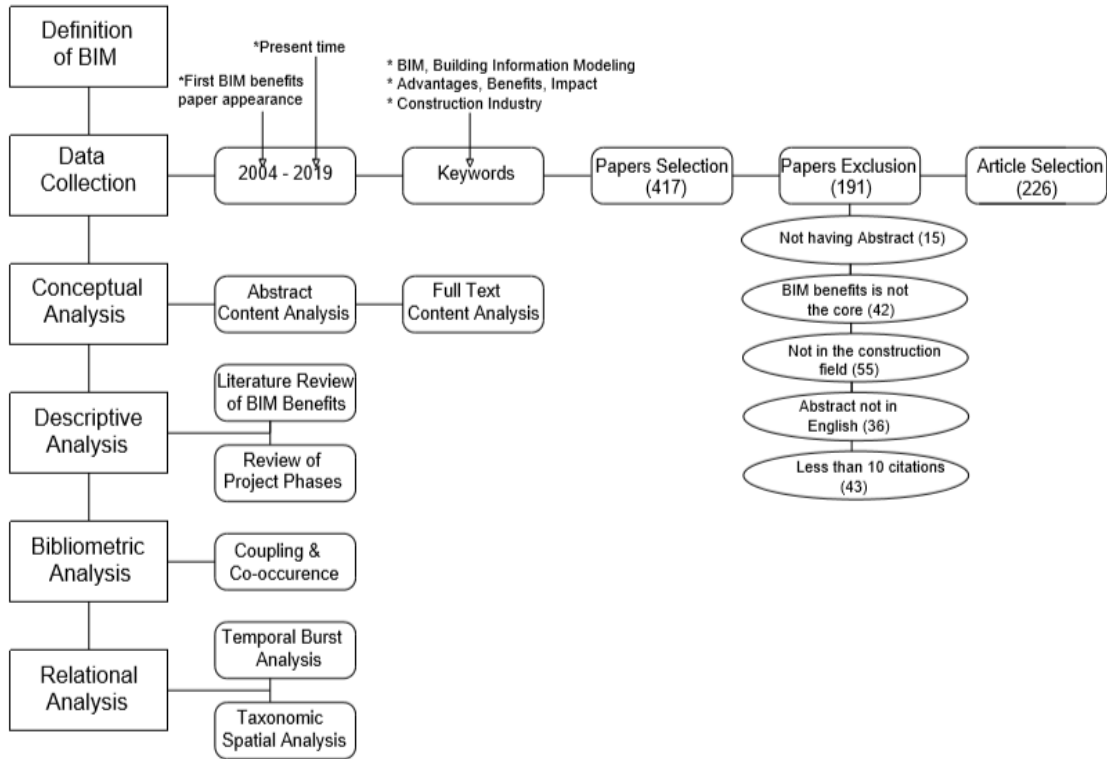 Definition
of BIM
*Present time
*First BIM benefits
paper appearance
* BIM, Building Information Modeling
* Advantages, Benefits, Impact
* Construction Industry
Data
Collection
2004 - 2019
Keywords
Papers Selection
(417)
Papers Exclusion
(191)
Article Selection
(226)
Not having Abstract (15)
BIM benefits is not
the core (42)
Not in the construction
field (55)
Abstract not in
English (36)
Less than 10 citations
(43)
Conceptual
Analysis
Abstract
Content Analysis
Full Text
Content Analysis
Descriptive
Analysis
Literature Review
of BIM Benefits
Review of
Project Phases
Bibliometric
Analysis
Coupling &
Co-occurence
Relational
Analysis
Temporal Burst
Analysis
Taxonomic
Spatial Analysis